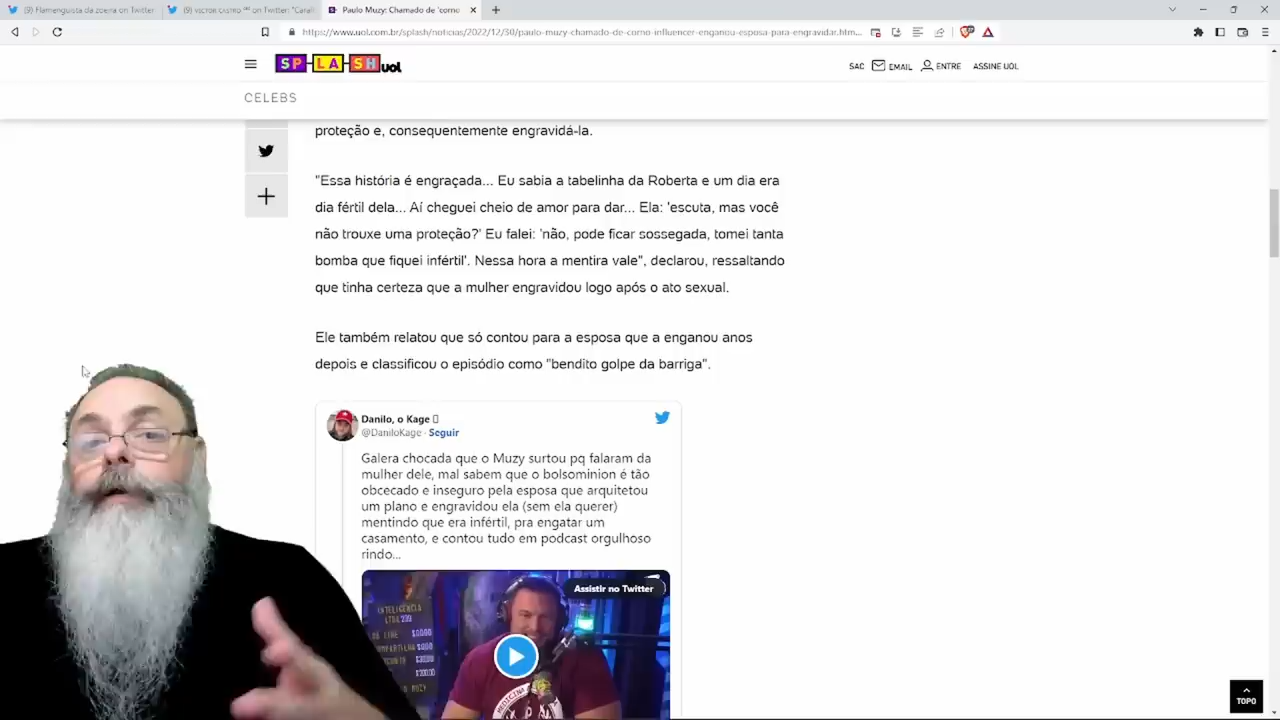 (9) Flamenguista da zoeira on Twitter
on Twitter: "Carall
Paulo Muzy: Chamado de 'corno
https://www.uol.com.br/splash/noticias/2022/12/30/paulo-muzy-chamado-de-corno-influencer-enganou-esposa-para-engravidar.htm...
SPLASH uol
SAC
EMAIL
ENTRE
ASSINE UOL
CELEBS
proteção e, consequentemente engravidá-la.
"Essa história é engraçada... Eu sabia a tabelinha da Roberta e um dia era
dia fértil dela... Aí cheguei cheio de amor para dar... Ela: 'escuta, mas você
não trouxe uma proteção?' Eu falei: 'não, pode ficar sossegada, tomei tanta
bomba que fiquei infértil'. Nessa hora a mentira vale", declarou, ressaltando
que tinha certeza que a mulher engravidou logo após o ato sexual.
Ele também relatou que só contou para a esposa que a enganou anos
depois e classificou o episódio como "bendito golpe da barriga".
Danilo, o Kage
@DaniloKage · Seguir
Galera chocada que o Muzy surtou pq falaram da
mulher dele, mal sabem que o bolsominion é tão
obcecado e inseguro pela esposa que arquitetou
um plano e engravidou ela (sem ela querer)
mentindo que era infértil, pra engatar um
casamento, e contou tudo em podcast orgulhoso
rindo...
Assistir no Twitter
INTELIGÊNCIA
MUZY
MEDICINA
TOPO